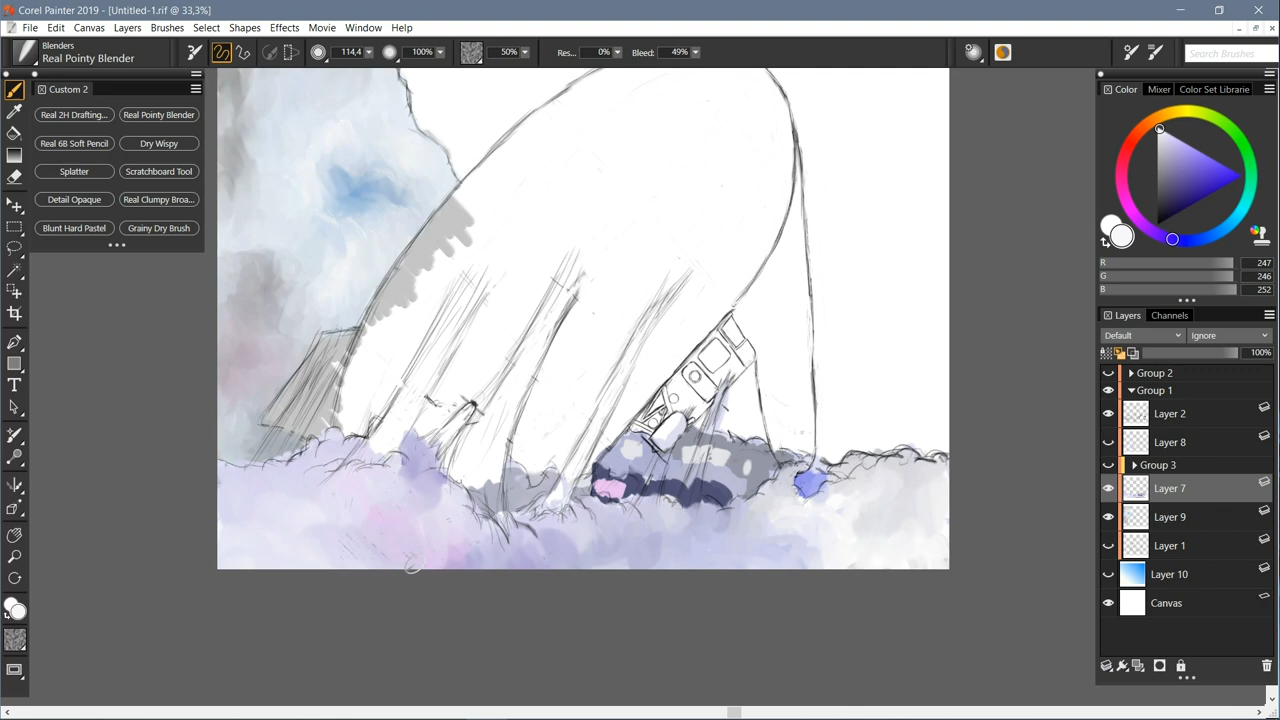 Corel Painter 2019 - [Untitled-1.rif @ 33,3%]
File Edit Canvas Layers Brushes Select Shapes Effects Movie Window Help
Blenders
Real Pointy Blender
114,4 100% 50% Res... 0% Bleed: 49% Search Brushes
Custom 2
Real 2H Drafting... Real Pointy Blender
Real 6B Soft Pencil Dry Wispy
Splatter Scratchboard Tool
Detail Opaque Real Clumpy Broa...
Blunt Hard Pastel Grainy Dry Brush
Color Mixer Color Set Librarie
R 247
G 246
B 252
Layers Channels
Default Ignore
100%
Group 2
Group 1
Layer 2
Layer 8
Group 3
Layer 7
Layer 9
Layer 1
Layer 10
Canvas